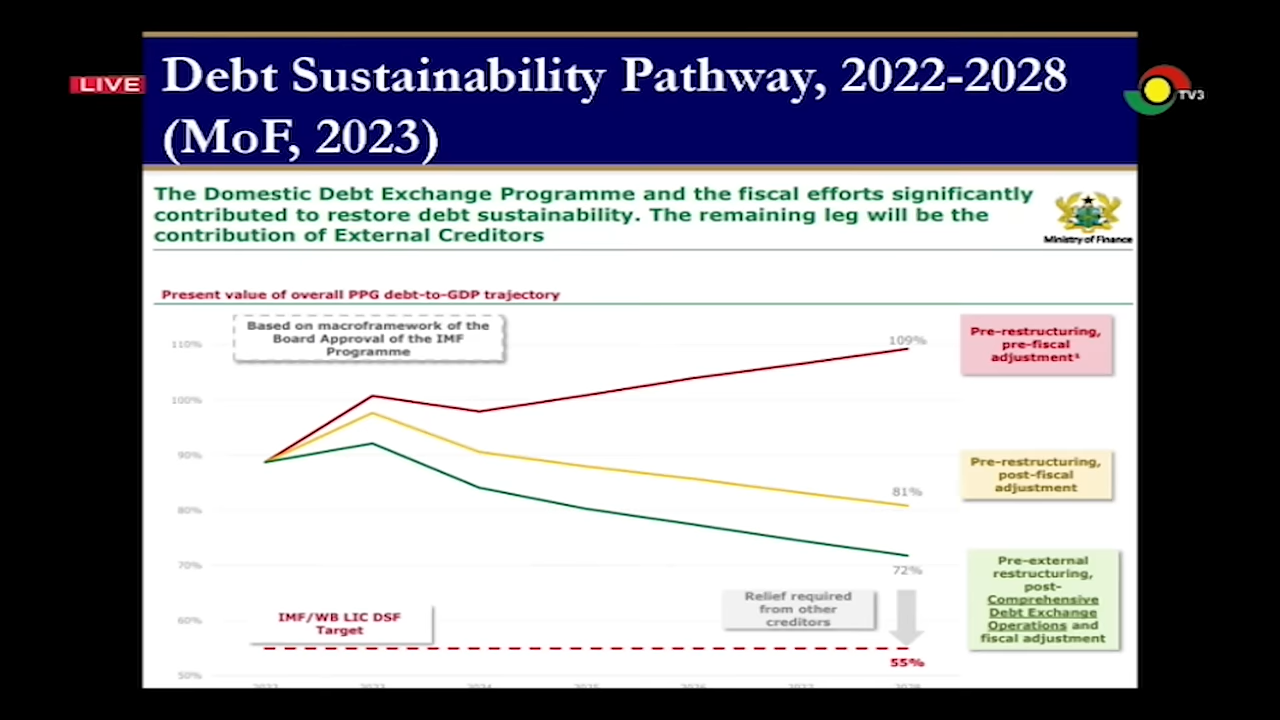 LIVE
Debt Sustainability Pathway, 2022-2028
(MoF, 2023)
TV3
The Domestic Debt Exchange Programme and the fiscal efforts significantly
contributed to restore debt sustainability. The remaining leg will be the
contribution of External Creditors
Ministry of Finance
Present value of overall PPG debt-to-GDP trajectory
Based on macroframework of the
Board Approval of the IMF
Programme
110%
100%
90%
80%
70%
60%
50%
109%
81%
72%
55%
Pre-restructuring,
pre-fiscal
adjustment¹
Pre-restructuring,
post-fiscal
adjustment
Pre-external
restructuring,
post-
Comprehensive
Debt Exchange
Operations and
fiscal adjustment
Relief required
from other
creditors
IMF/WB LIC DSF
Target